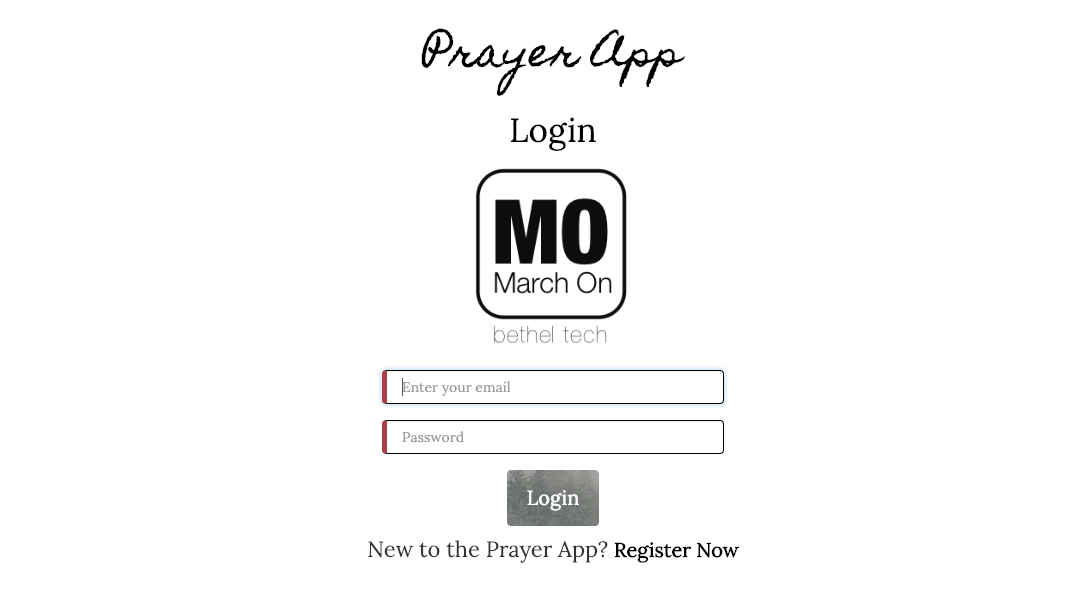 Prayer App
Login
MO
March On
bethel tech
Enter your email
Password
Login
New to the Prayer App? Register Now